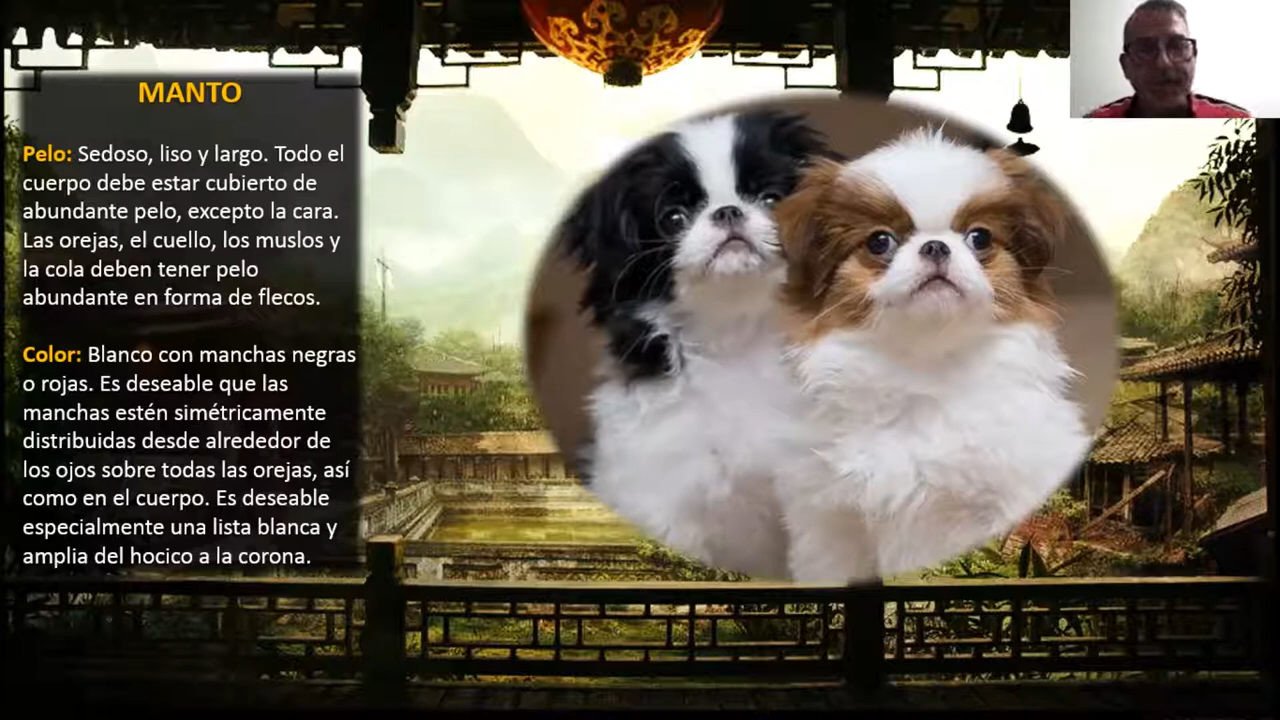 MANTO
Pelo: Sedoso, liso y largo. Todo el
cuerpo debe estar cubierto de
abundante pelo, excepto la cara.
Las orejas, el cuello, los muslos y
la cola deben tener pelo
abundante en forma de flecos.
Color: Blanco con manchas negras
o rojas. Es deseable que las
manchas estén simétricamente
distribuidas desde alrededor de
los ojos sobre todas las orejas, así
como en el cuerpo. Es deseable
especialmente una lista blanca y
amplia del hocico a la corona.